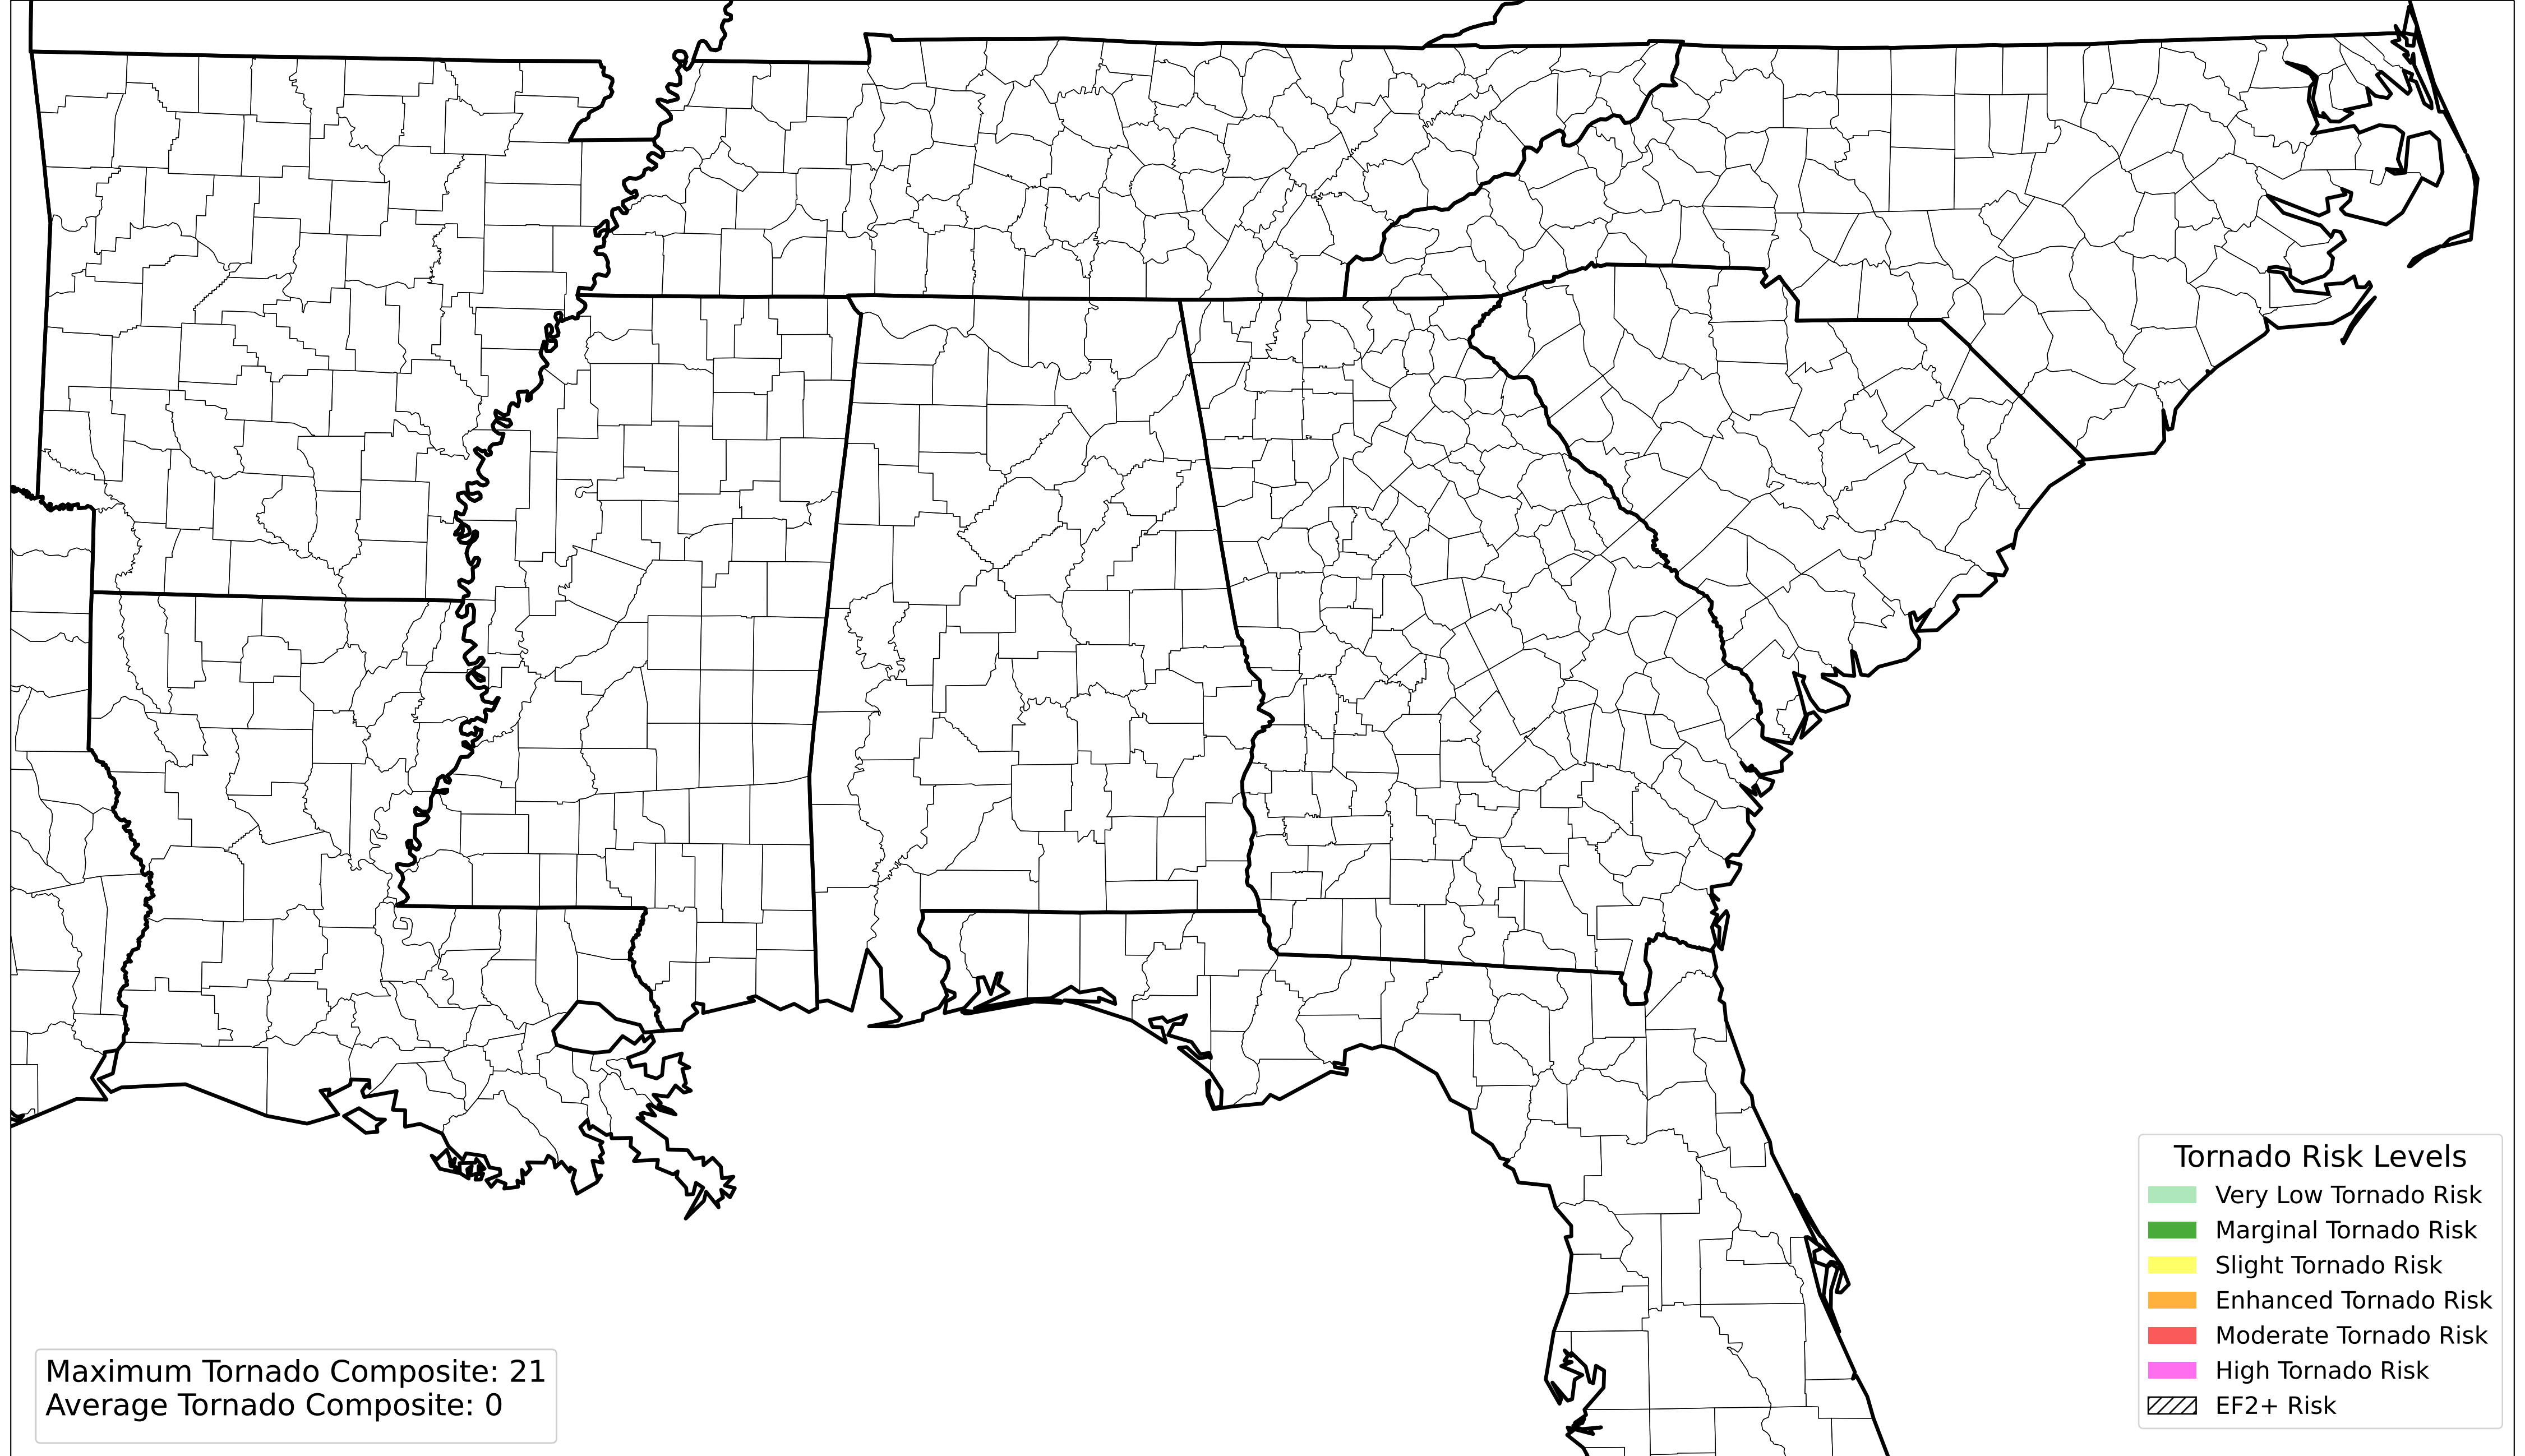 Maximum Tornado Composite: 21
Average Tornado Composite: 0
Tornado Risk Levels
Very Low Tornado Risk
Marginal Tornado Risk
Slight Tornado Risk
Enhanced Tornado Risk
Moderate Tornado Risk
High Tornado Risk
EF2+ Risk